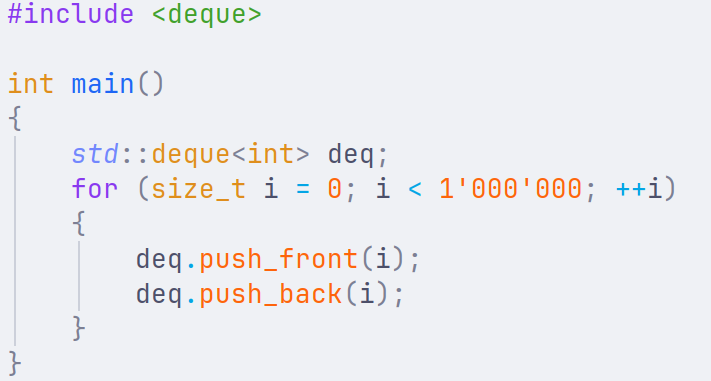 #include <deque>

int main()
{
    std::deque<int> deq;
    for (size_t i = 0; i < 1'000'000; ++i)
    {
        deq.push_front(i);
        deq.push_back(i);
    }
}